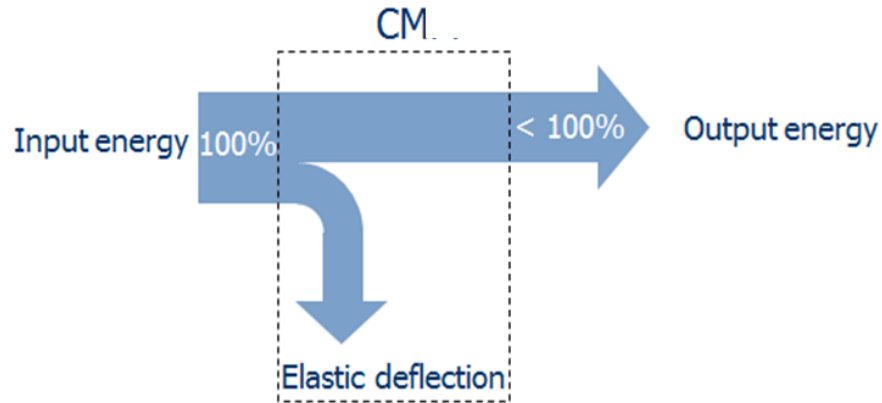 CM
Input energy
100%
< 100%
Output energy
Elastic deflection